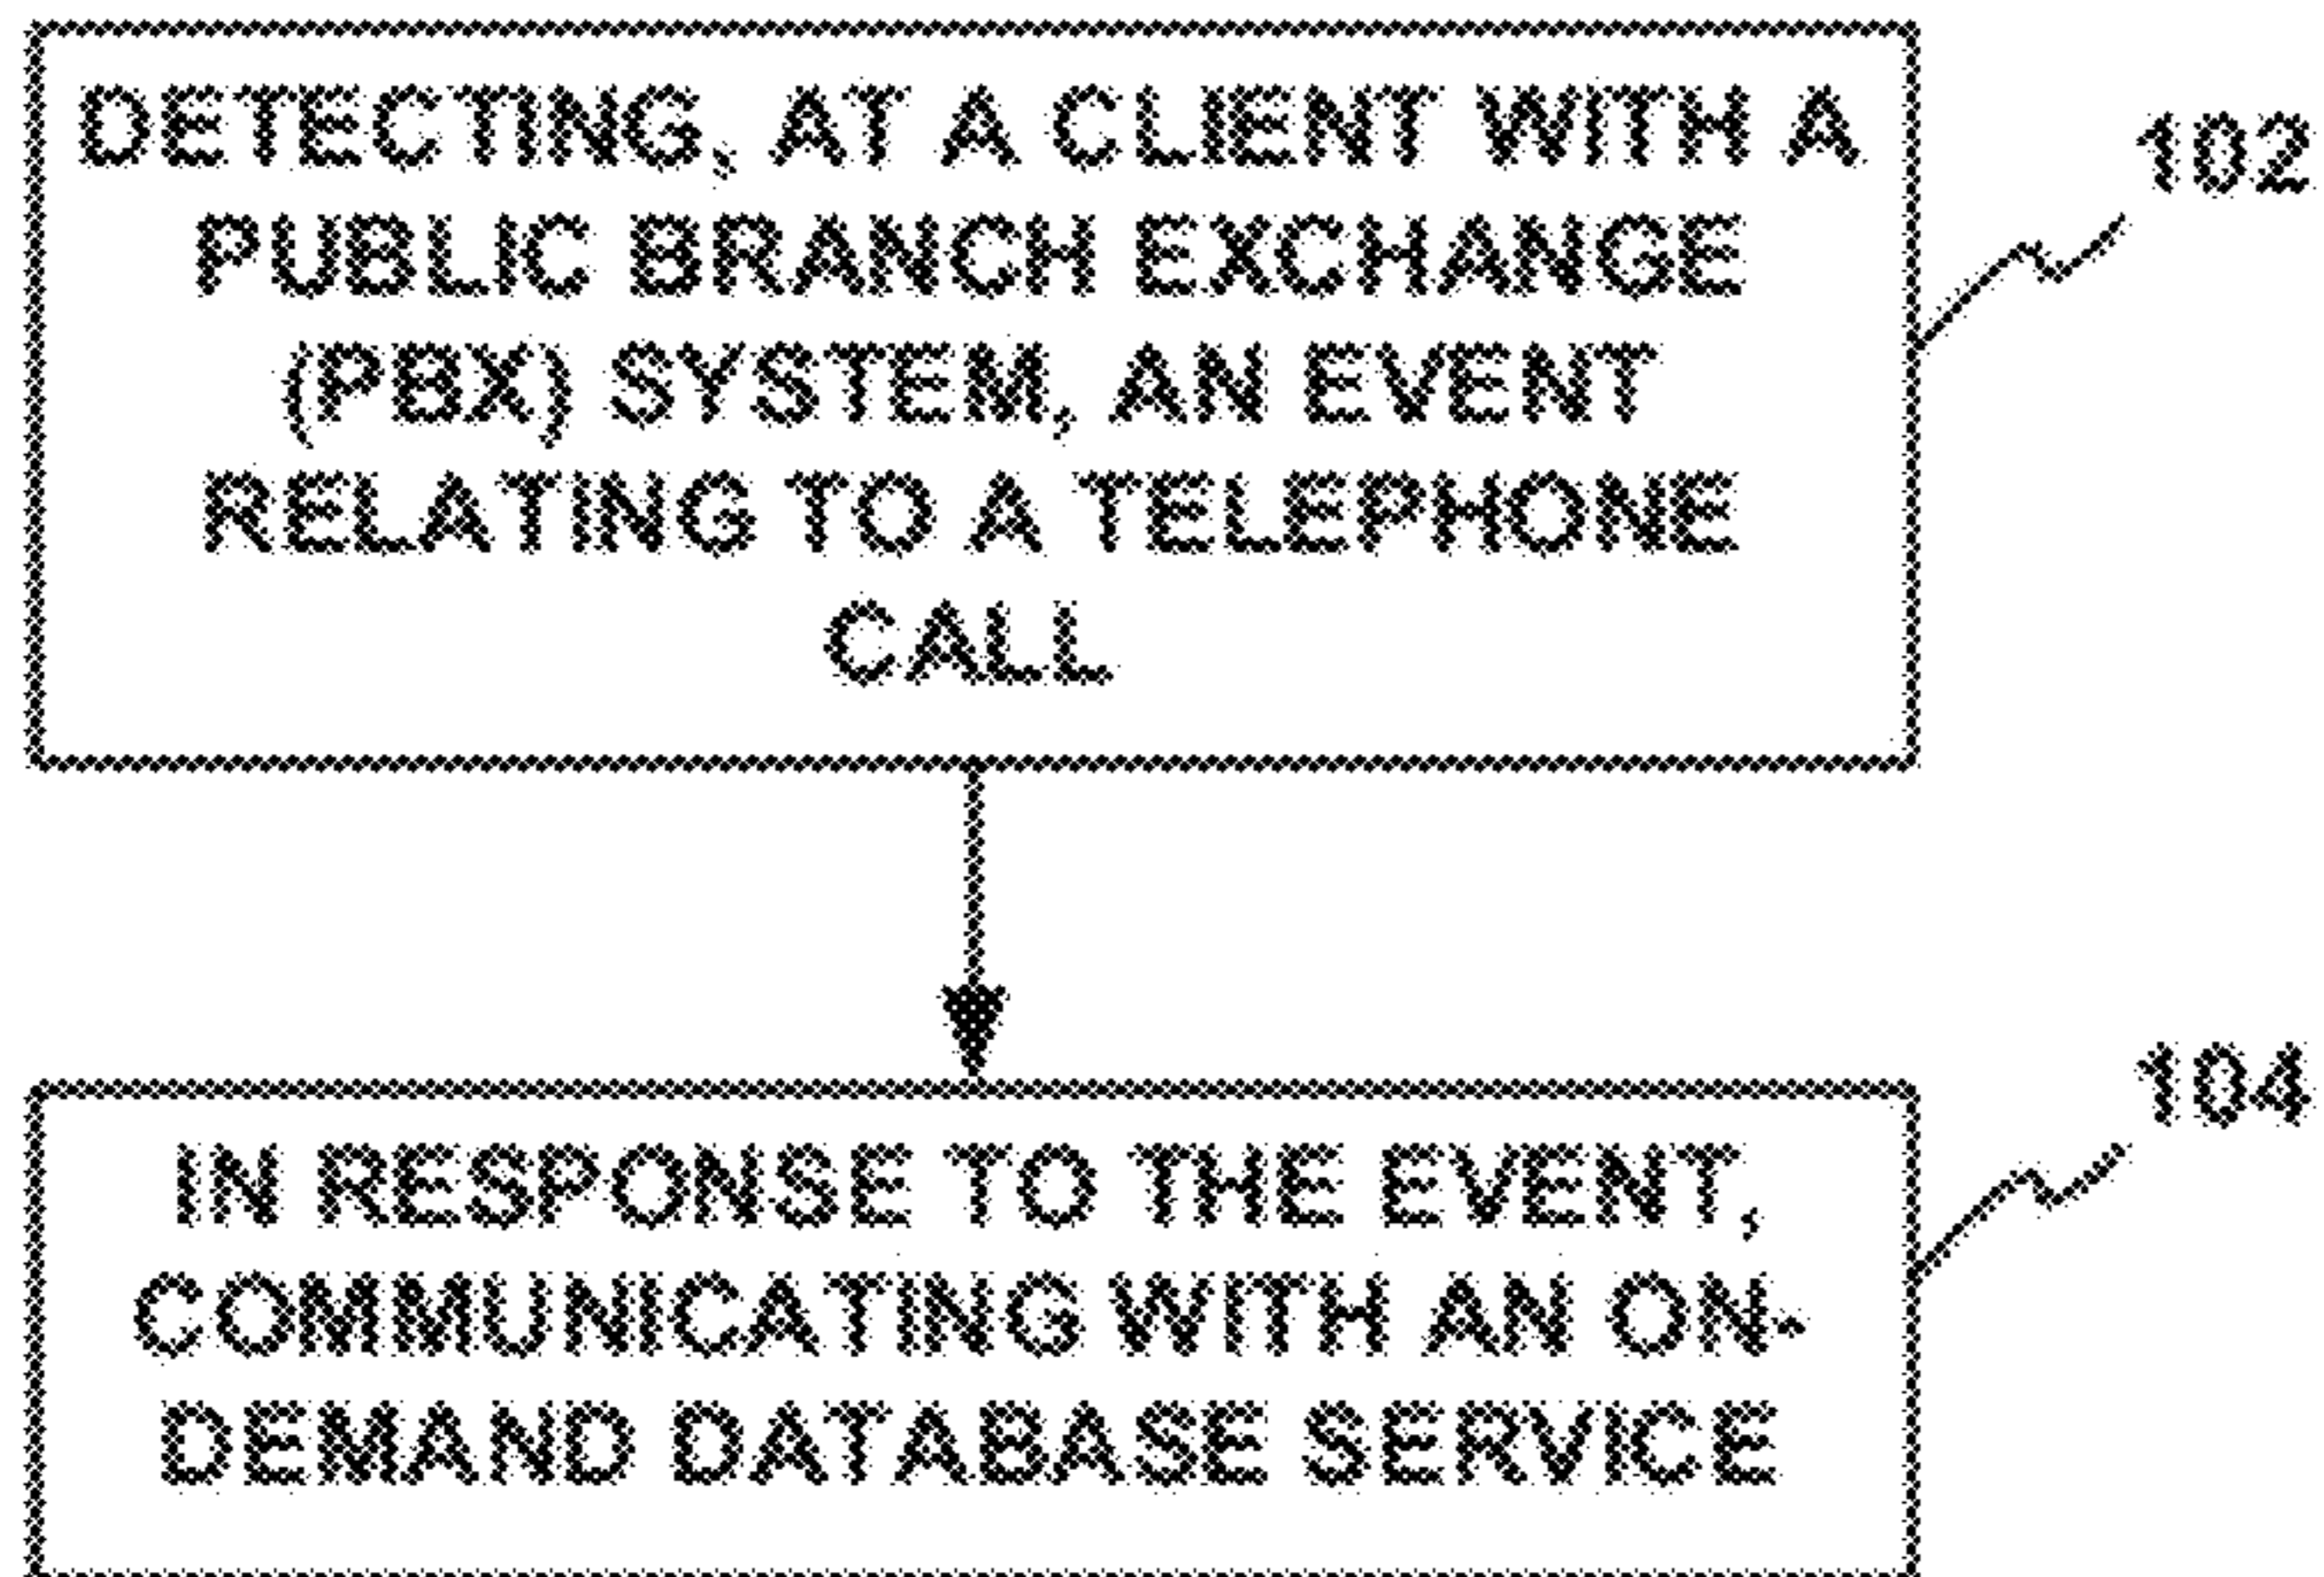 DETECTING, AT A CLIENT WITH A
PUBLIC BRANCH EXCHANGE
(PBX) SYSTEM, AN EVENT
RELATING TO A TELEPHONE
CALL
102
IN RESPONSE TO THE EVENT,
COMMUNICATING WITH AN ON-
DEMAND DATABASE SERVICE
104